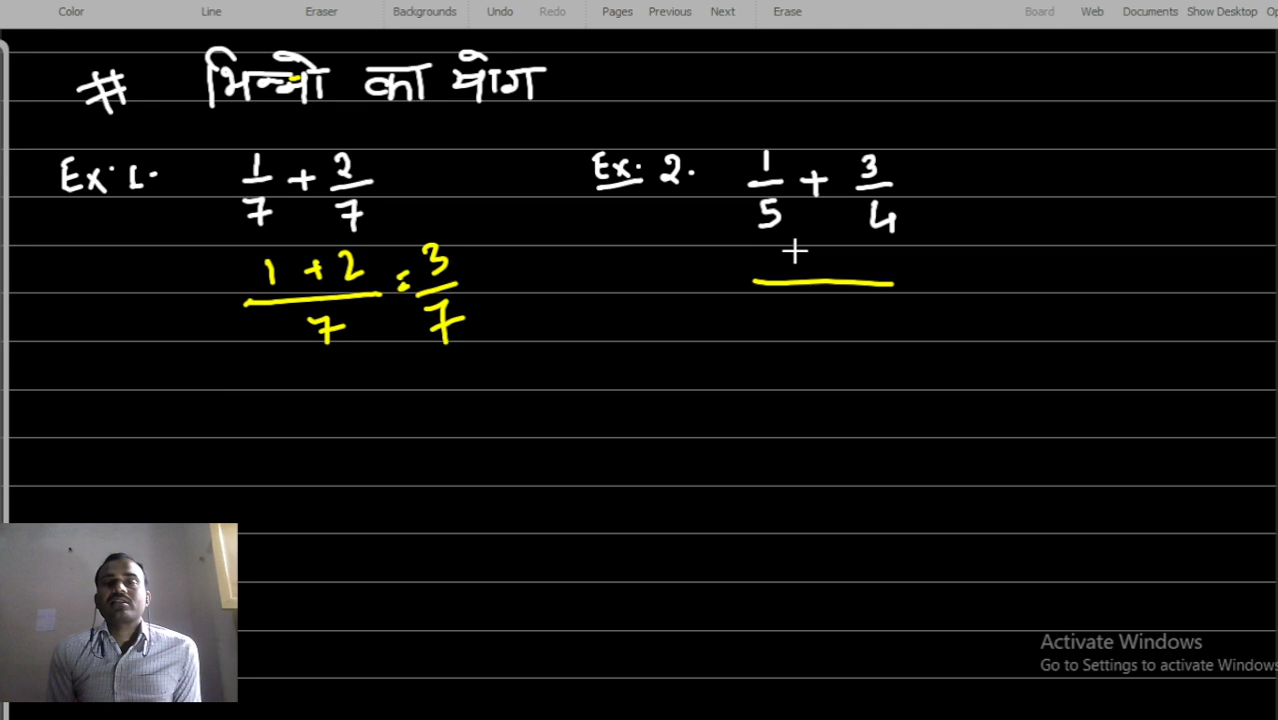 Color Line Eraser Backgrounds Undo Redo Pages Previous Next Erase Board Web Documents Show Desktop Op
# भिन्नो का योग
Ex. 1. 1/7 + 2/7
Ex. 2. 1/5 + 3/4
1 + 2 / 7 = 3/7
+
Activate Windows
Go to Settings to activate Windows